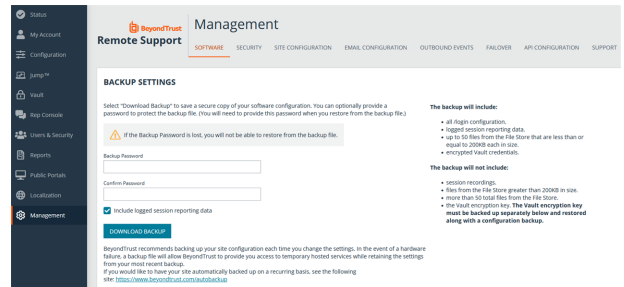 Status
My Account
Configuration
Jump™
Vault
Rep Console
Users & Security
Reports
Public Portals
Localization
Management
BeyondTrust
Remote Support
Management
SOFTWARE SECURITY SITE CONFIGURATION EMAIL CONFIGURATION OUTBOUND EVENTS FAILOVER API CONFIGURATION SUPPORT
BACKUP SETTINGS
Select "Download Backup" to save a secure copy of your software configuration. You can optionally provide a
password to protect the backup file. (You will need to provide this password when you restore from the backup file.)
If the Backup Password is lost, you will not be able to restore from the backup file.
Backup Password
Confirm Password
Include logged session reporting data
DOWNLOAD BACKUP
BeyondTrust recommends backing up your site configuration each time you change the settings. In the event of a hardware
failure, a backup file will allow BeyondTrust to provide you access to temporary hosted services while retaining the settings
from your most recent backup.
If you would like to have your site automatically backed up on a recurring basis, see the following
site: https://www.beyondtrust.com/autobackup
The backup will include:
• all /login configuration.
• logged session reporting data.
• up to 50 files from the File Store that are less than or
equal to 200KB each in size.
• encrypted Vault credentials.
The backup will not include:
• session recordings.
• files from the File Store greater than 200KB in size.
• more than 50 total files from the File Store.
• the Vault encryption key. The Vault encryption key
must be backed up separately below and restored
along with a configuration backup.